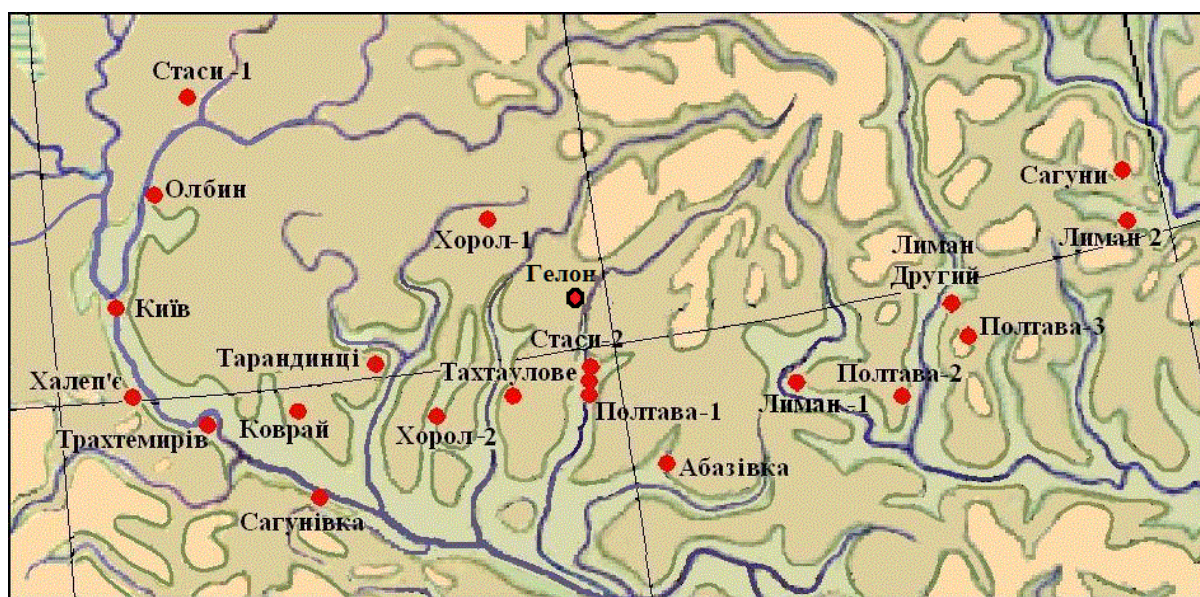 Стаси -1
Олбин
Київ
Халеп'є
Трахтемирів
Тарандинці
Коврай
Сагунівка
Хорол-1
Хорол -2
Гелон
Стаси-2
Тахтаулове
Полтава-1
Абазівка
Лиман -1
Полтава-2
Лиман
Другий
Полтава-3
Сагуни
Лиман 2